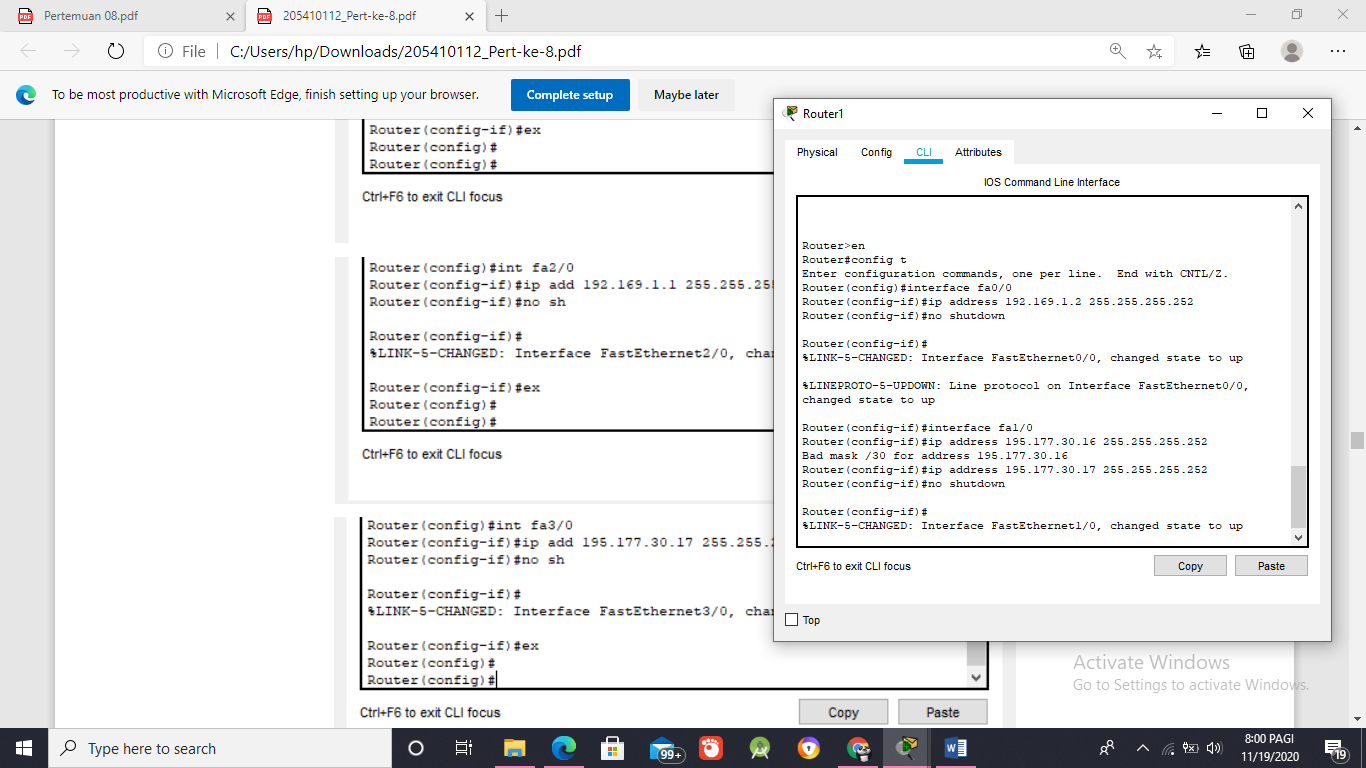 Pertemuan 08.pdf
205410112_Pert-ke-8.pdf
File
C:/Users/hp/Downloads/205410112_Pert-ke-8.pdf
To be most productive with Microsoft Edge, finish setting up your browser.
Complete setup
Maybe later
Router(config-if)#ex
Router(config)#
Router(config)#
Ctrl+F6 to exit CLI focus
Router(config)#int fa2/0
Router(config-if)#ip add 192.169.1.1 255.255.25
Router(config-if)#no sh
Router(config-if)#
%LINK-5-CHANGED: Interface FastEthernet2/0, cha
Router(config-if)#ex
Router(config)#
Router(config)#
Ctrl+F6 to exit CLI focus
Router(config)#int fa3/0
Router(config-if)#ip add 195.177.30.17 255.255.
Router(config-if)#no sh
Router(config-if)#
%LINK-5-CHANGED: Interface FastEthernet3/0, cha
Router(config-if)#ex
Router(config)#
Router(config)#
Ctrl+F6 to exit CLI focus
Copy
Paste
Router1
Physical
Config
CLI
Attributes
IOS Command Line Interface
Router>en
Router#config t
Enter configuration commands, one per line.  End with CNTL/Z.
Router(config)#interface fa0/0
Router(config-if)#ip address 192.169.1.2 255.255.255.252
Router(config-if)#no shutdown
Router(config-if)#
%LINK-5-CHANGED: Interface FastEthernet0/0, changed state to up
%LINEPROTO-5-UPDOWN: Line protocol on Interface FastEthernet0/0,
changed state to up
Router(config-if)#interface fa1/0
Router(config-if)#ip address 195.177.30.16 255.255.255.252
Bad mask /30 for address 195.177.30.16
Router(config-if)#ip address 195.177.30.17 255.255.255.252
Router(config-if)#no shutdown
Router(config-if)#
%LINK-5-CHANGED: Interface FastEthernet1/0, changed state to up
Ctrl+F6 to exit CLI focus
Copy
Paste
Top
Activate Windows
Go to Settings to activate Windows.
Type here to search
99+
8:00 PAGI
11/19/2020
19